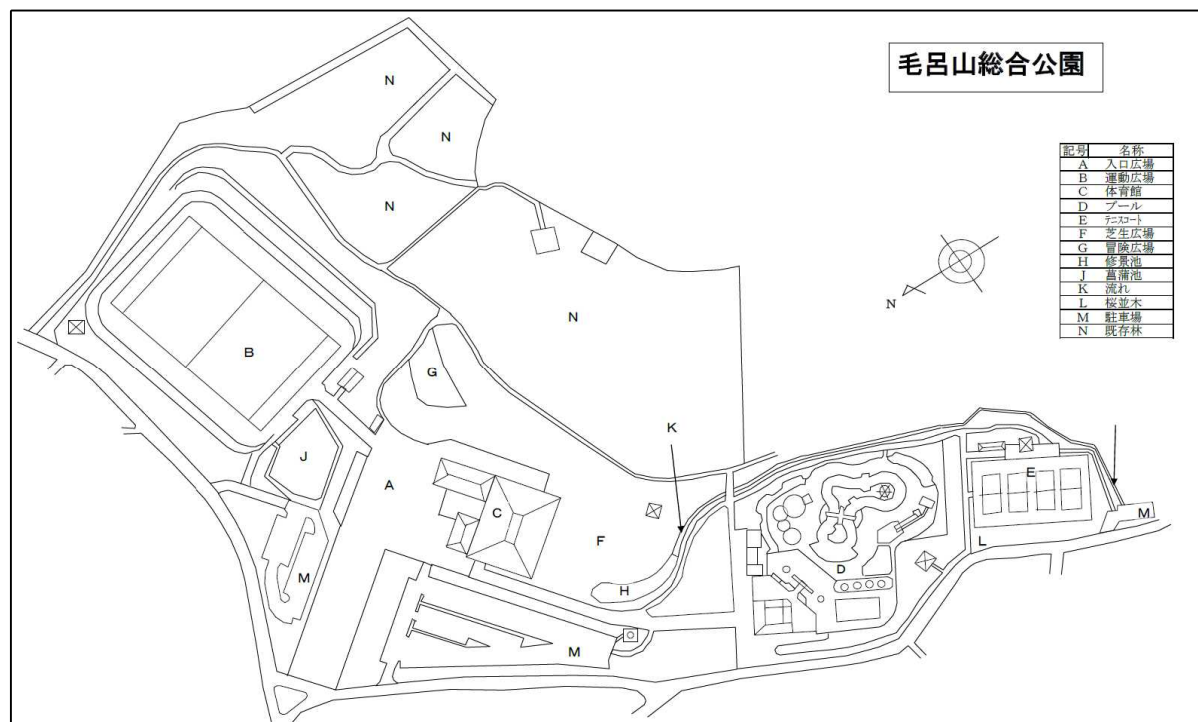 毛呂山総合公園
記号 名称
A 入口広場
B 運動広場
C 体育館
D プール
E テニスコート
F 芝生広場
G 冒険広場
H 修景池
J 菖蒲池
K 流れ
L 桜並木
M 駐車場
N 既存林
N
N
N
N
N
B
G
K
J
A
C
E
M
F
L
D
M
H
M